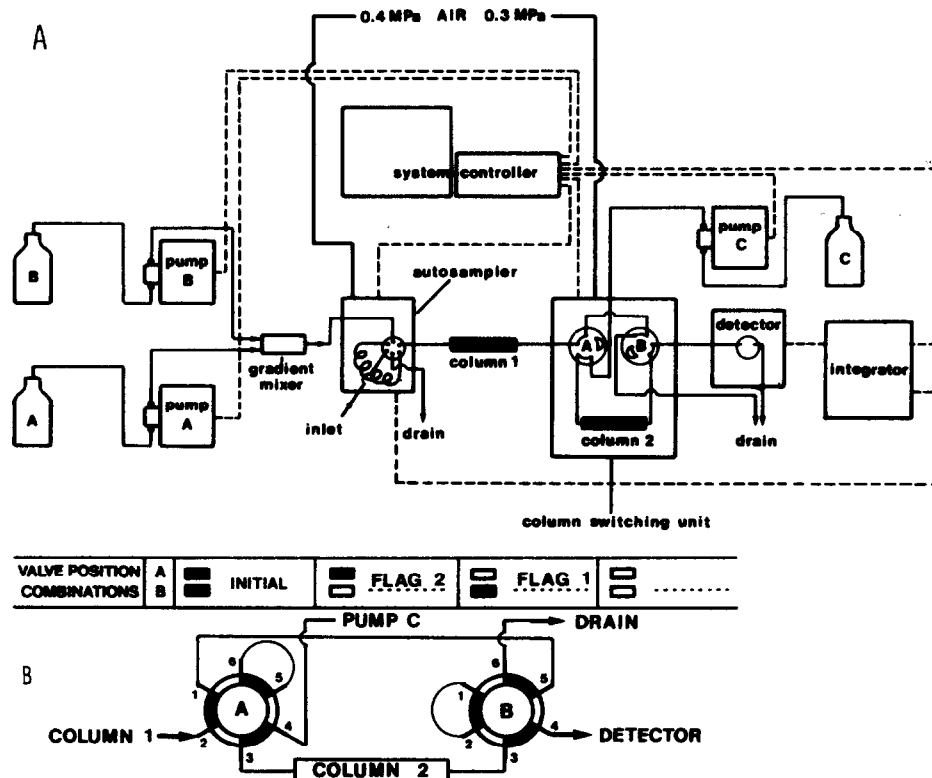 A
0.4 MPa AIR 0.3 MPa
system controller
B
pump B
pump C
C
autosampler
gradient mixer
column 1
A
B
detector
integrator
A
pump A
inlet
drain
column 2
drain
column switching unit
VALVE POSITION A INITIAL FLAG 2 FLAG 1
COMBINATIONS B
PUMP C
DRAIN
B
6
5
1
A
4
2
3
6
5
1
B
4
2
3
COLUMN 1
DETECTOR
COLUMN 2